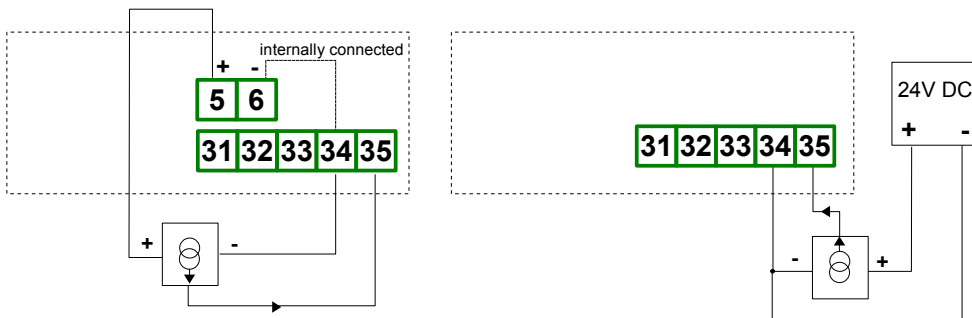 internally connected
+ -
5 6
31 32 33 34 35
+ -
24V DC
+ -
31 32 33 34 35
- +